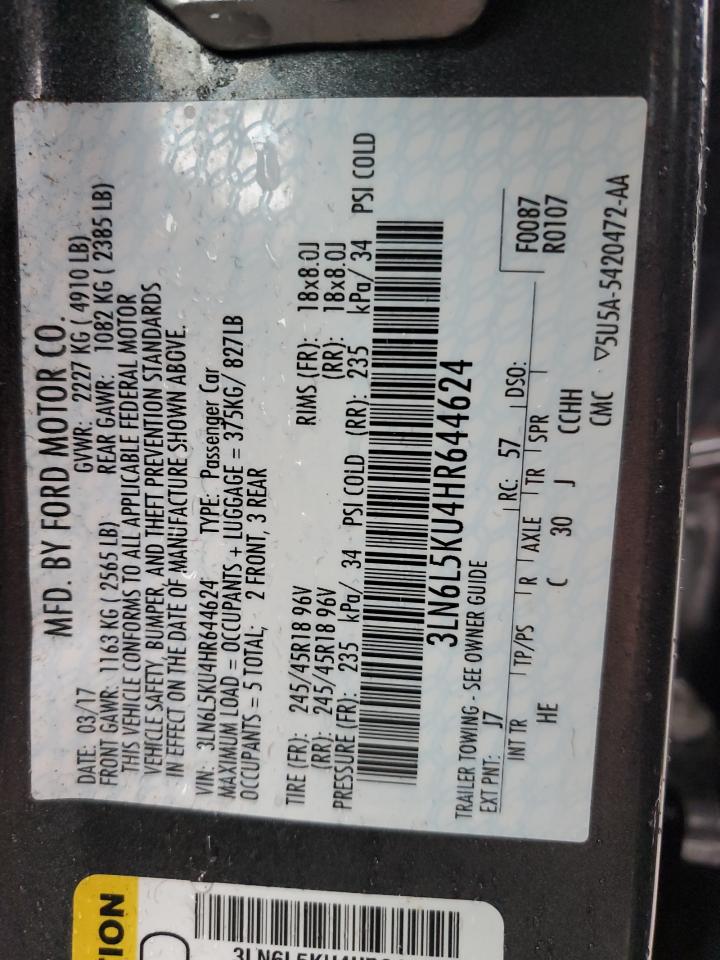 MFD. BY FORD MOTOR CO.
DATE: 03/17 GVWR: 2227 KG ( 4910 LB)
FRONT GAWR: 1163 KG ( 2565 LB) REAR GAWR: 1082 KG ( 2385 LB)
THIS VEHICLE CONFORMS TO ALL APPLICABLE FEDERAL MOTOR
VEHICLE SAFETY, BUMPER, AND THEFT PREVENTION STANDARDS
IN EFFECT ON THE DATE OF MANUFACTURE SHOWN ABOVE.
VIN: 3LN6L5KU4HR644624 TYPE: Passenger Car
MAXIMUM LOAD = OCCUPANTS + LUGGAGE = 375KG/ 827LB
OCCUPANTS = 5 TOTAL; 2 FRONT, 3 REAR
TIRE (FR): 245/45R18 96V RIMS (FR): 18x8.0J
(RR): 245/45R18 96V (RR): 18x8.0J
PRESSURE (FR): 235 kPa/ 34 PSI COLD (RR): 235 kPa/ 34 PSI COLD
3LN6L5KU4HR644624
TRAILER TOWING - SEE OWNER GUIDE
EXT PNT: J7 RC: 57 DSO:
INT TR TP/PS R AXLE TR SPR
HE C 30 J CCHH
F0087
R0107
CMC
▽5U5A-5420472-AA